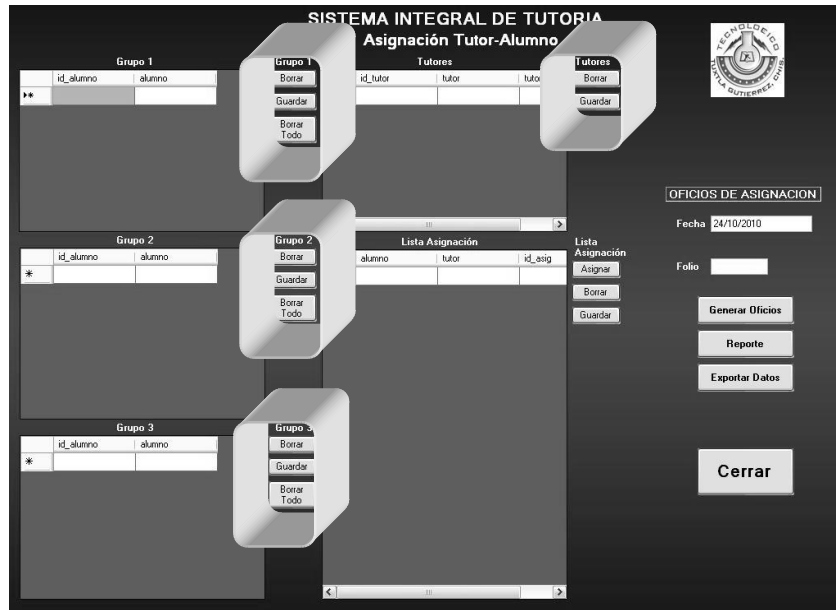 SISTEMA INTEGRAL DE TUTORIA
Asignación Tutor-Alumno
Grupo 1
id_alumno alumno
Grupo 1
Borrar
Guardar
Borrar
Todo
Tutores
id_tutor tutor
Tutores
Borrar
Guardar
TECNOLOGICO
TUXTLA GUTIERREZ, CHIS.
OFICIOS DE ASIGNACION
Fecha 24/10/2010
Folio
Generar Oficios
Reporte
Exportar Datos
Cerrar
Grupo 2
id_alumno alumno
Grupo 2
Borrar
Guardar
Borrar
Todo
Lista Asignación
alumno tutor id_asig
Lista
Asignación
Asignar
Borrar
Guardar
Grupo 3
id_alumno alumno
Grupo 3
Borrar
Guardar
Borrar
Todo